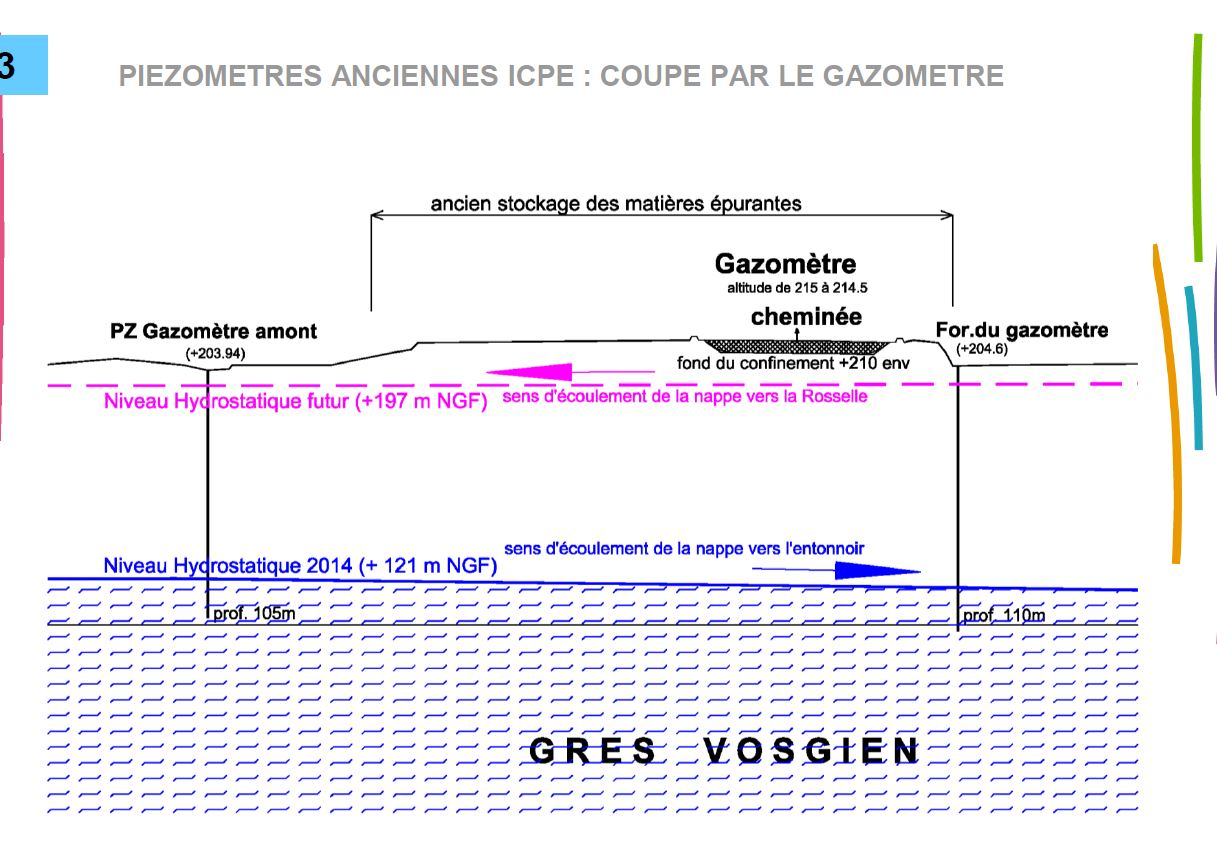 3
PIEZOMETRES ANCIENNES ICPE : COUPE PAR LE GAZOMETRE
ancien stockage des matières épurantes
Gazomètre
altitude de 215 à 214.5
cheminée
PZ Gazomètre amont
(+203.94)
For.du gazomètre
(+204.6)
fond du confinement +210 env
Niveau Hydrostatique futur (+197 m NGF)
sens d'écoulement de la nappe vers la Rosselle
sens d'écoulement de la nappe vers l'entonnoir
Niveau Hydrostatique 2014 (+ 121 m NGF)
prof. 105m
prof. 110m
GRES VOSGIEN